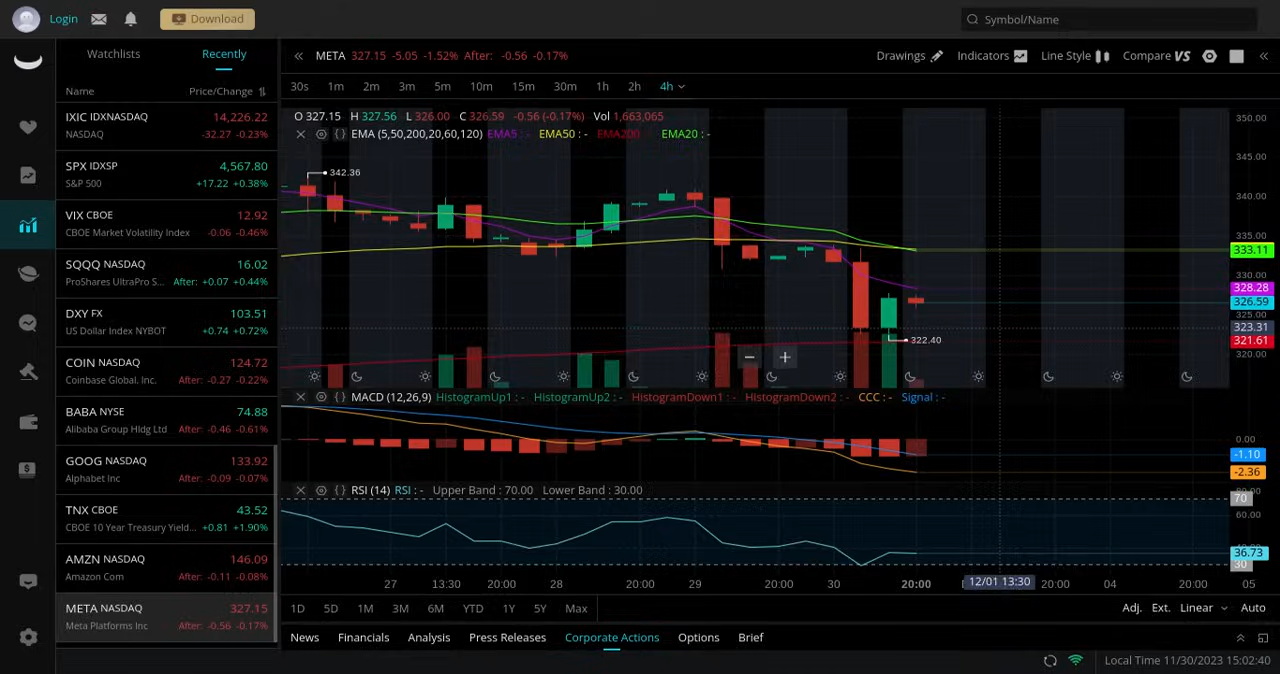 Login
Download
Symbol/Name
Watchlists Recently
Name Price/Change
IXIC IDXNASDAQ 14,226.22
NASDAQ -32.27 -0.23%
SPX IDXSP 4,567.80
S&P 500 +17.22 +0.38%
VIX CBOE 12.92
CBOE Market Volatility Index -0.06 -0.46%
SQQQ NASDAQ 16.02
ProShares UltraPro S... After: +0.07 +0.44%
DXY FX 103.51
US Dollar Index NYBOT +0.74 +0.72%
COIN NASDAQ 124.72
Coinbase Global, Inc. After: -0.27 -0.22%
BABA NYSE 74.88
Alibaba Group Hldg Ltd After: -0.46 -0.61%
GOOG NASDAQ 133.92
Alphabet Inc After: -0.09 -0.07%
TNX CBOE 43.52
CBOE 10 Year Treasury Yield... +0.81 +1.90%
AMZN NASDAQ 146.09
Amazon Com After: -0.11 -0.08%
META NASDAQ 327.15
Meta Platforms Inc After: -0.56 -0.17%
META 327.15 -5.05 -1.52% After: -0.56 -0.17%
Drawings Indicators Line Style Compare VS
30s 1m 2m 3m 5m 10m 15m 30m 1h 2h 4h
O 327.15 H 327.56 L 326.00 C 326.59 -0.56 (-0.17%) Vol 1,663,065
EMA (5,50,200,20,60,120) EMA5 : - EMA50 : - EMA200 EMA20 : -
342.36
322.40
350.00
345.00
340.00
335.00
333.11
330.00
328.28
326.59
325.00
323.31
321.61
320.00
MACD (12,26,9) HistogramUp1 : - HistogramUp2 : - HistogramDown1 : - HistogramDown2 : - CCC : - Signal : -
0.00
-1.10
-2.36
RSI (14) RSI : - Upper Band : 70.00 Lower Band : 30.00
70
60.00
36.73
30
27 13:30 20:00 28 20:00 29 20:00 30 20:00 12/01 13:30 20:00 04 20:00 05
1D 5D 1M 3M 6M YTD 1Y 5Y Max
Adj. Ext. Linear Auto
News Financials Analysis Press Releases Corporate Actions Options Brief
Local Time 11/30/2023 15:02:40